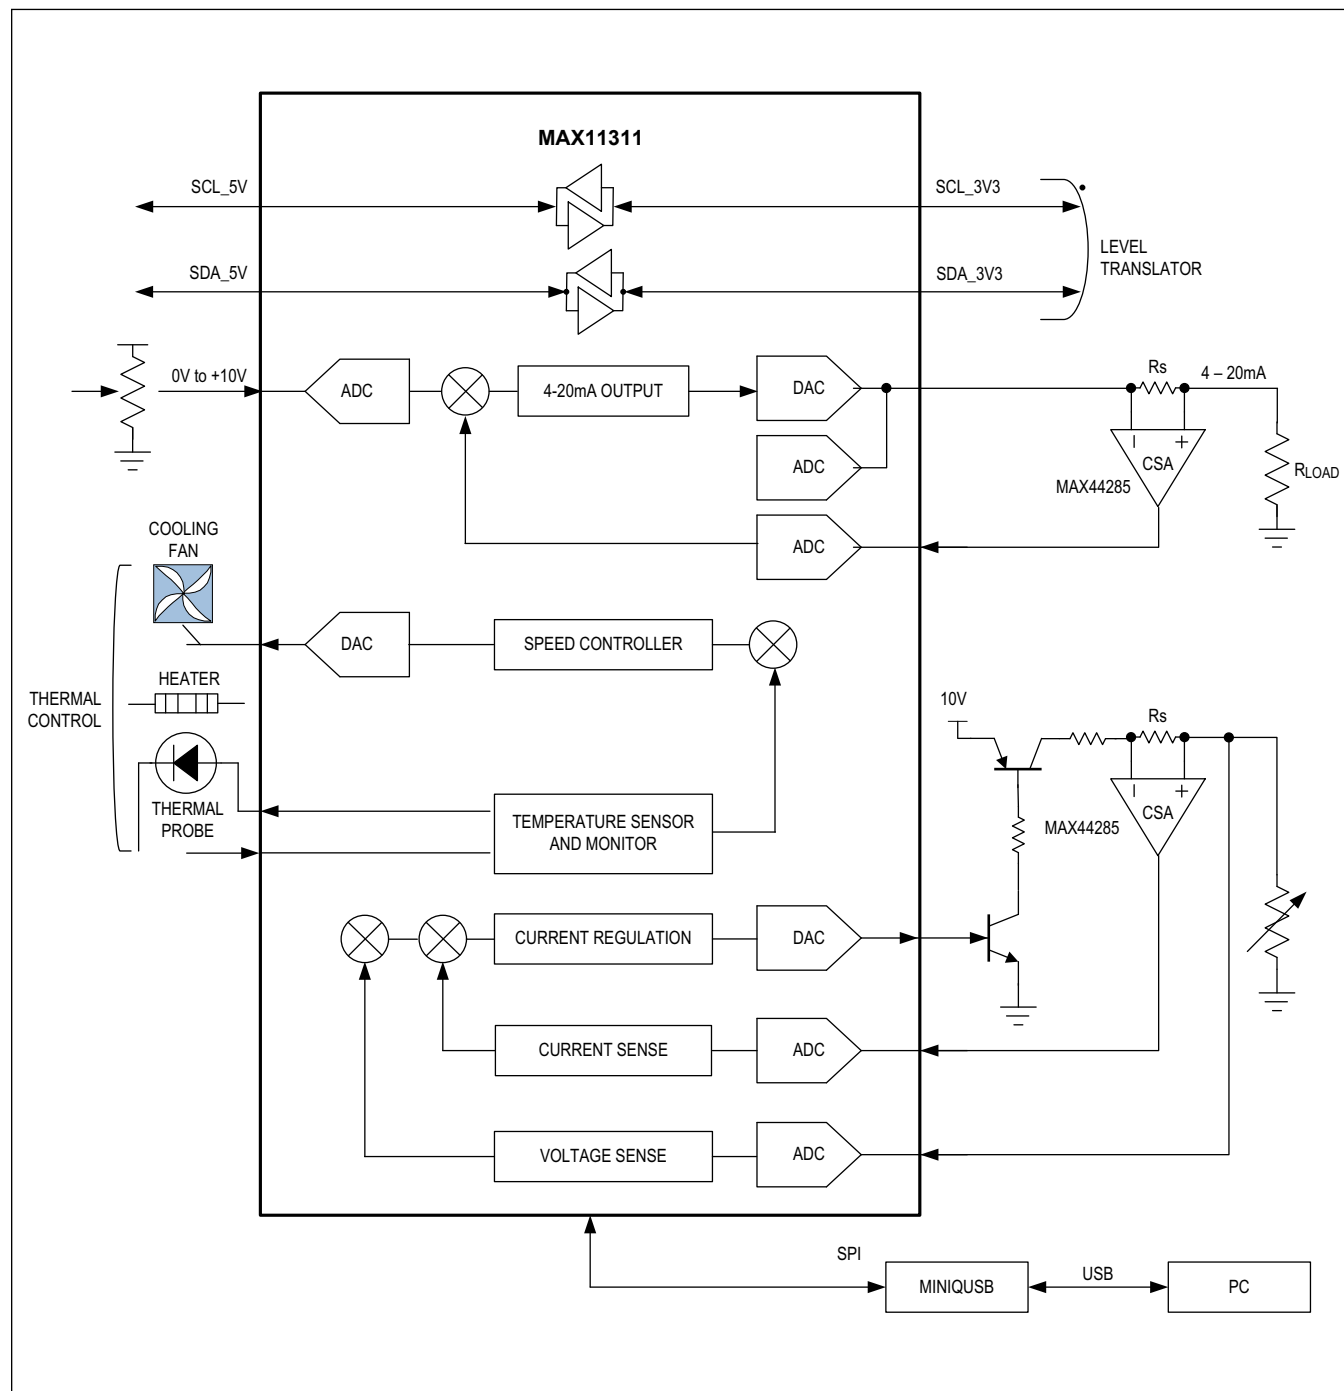 MAX11311
SCL_5V
SCL_3V3
SDA_5V
SDA_3V3
LEVEL
TRANSLATOR
0V to +10V
ADC
4-20mA OUTPUT
DAC
Rs
4 – 20mA
ADC
CSA
MAX44285
RLOAD
ADC
COOLING
FAN
DAC
SPEED CONTROLLER
HEATER
THERMAL
CONTROL
THERMAL
PROBE
TEMPERATURE SENSOR
AND MONITOR
10V
Rs
CSA
MAX44285
CURRENT REGULATION
DAC
CURRENT SENSE
ADC
VOLTAGE SENSE
ADC
SPI
MINIQUSB
USB
PC